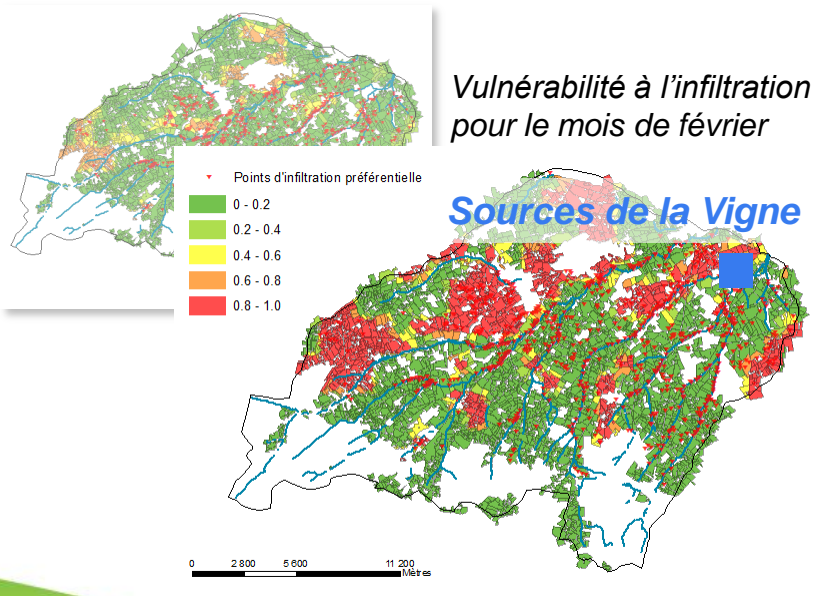 Vulnérabilité à l'infiltration
pour le mois de février
Sources de la Vigne
Points d'infiltration préférentielle
0 - 0.2
0.2 - 0.4
0.4 - 0.6
0.6 - 0.8
0.8 - 1.0
0 2 800 5 600 11 200
Mètres